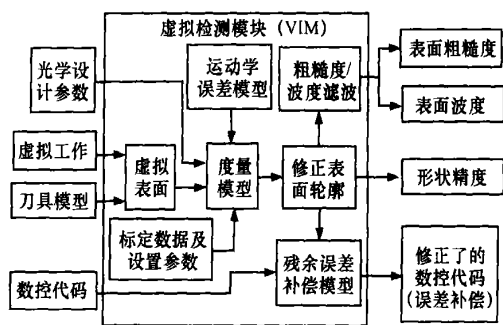 虚拟检测模块(VIM)
光学设
计参数
运动学
误差模型
粗糙度/
波度滤波
表面粗糙度
表面波度
虚拟工作
刀具模型
虚拟
表面
度量
模型
修正表
面轮廓
形状精度
标定数据及
设置参数
数控代码
残余误差
补偿模型
修正了的
数控代码
(误差补偿)